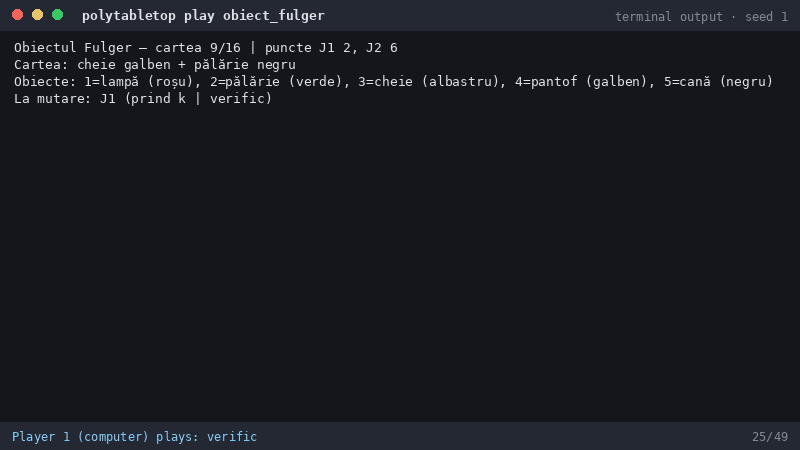 polytabletop play obiect_fulger
terminal output · seed 1
Obiectul Fulger — cartea 9/16 | puncte J1 2, J2 6
Cartea: cheie galben + pălărie negru
Obiecte: 1=lampă (roșu), 2=pălărie (verde), 3=cheie (albastru), 4=pantof (galben), 5=cană (negru)
La mutare: J1 (prind k | verific)
Player 1 (computer) plays: verific
25/49